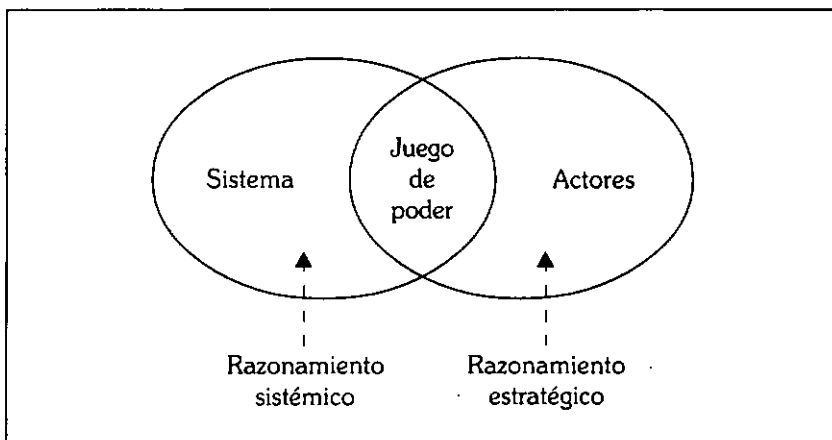 Sistema
Juego
de
poder
Actores
Razonamiento
sistémico
Razonamiento
estratégico